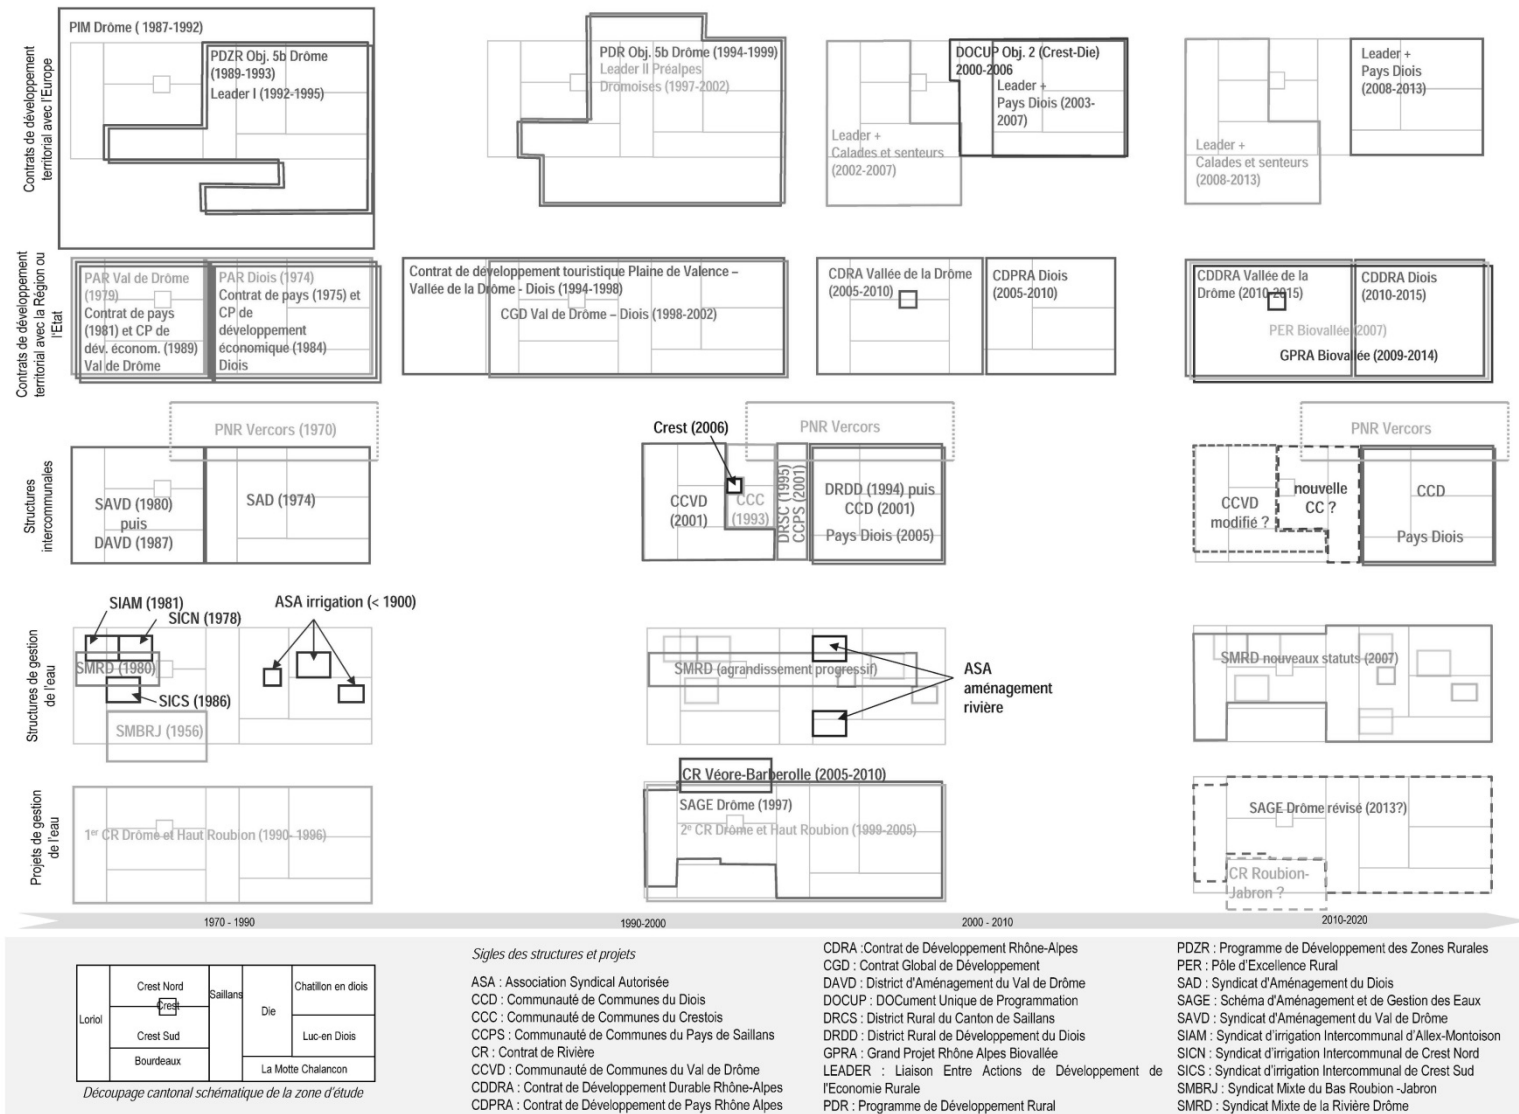 Contrats de développement
territorial avec l'Europe
PIM Drôme ( 1987-1992)
PDZR Obj. 5b Drôme
(1989-1993)
Leader I (1992-1995)
PDR Obj. 5b Drôme (1994-1999)
Leader II Préalpes
Dromoises (1997-2002)
DOCUP Obj. 2 (Crest-Die)
2000-2006
Leader +
Pays Diois (2003-
2007)
Leader +
Calades et senteurs
(2002-2007)
Leader +
Pays Diois
(2008-2013)
Leader +
Calades et senteurs
(2008-2013)
Contrats de développement
territorial avec la Région ou
l'Etat
PAR Val de Drôme
(1979)
Contrat de pays
(1981) et CP de
dév. économ. (1989)
Val de Drôme
PAR Diois (1974)
Contrat de pays (1975) et
CP de
développement
économique (1984)
Diois
Contrat de développement touristique Plaine de Valence –
Vallée de la Drôme - Diois (1994-1998)
CGD Val de Drôme – Diois (1998-2002)
CDRA Vallée de la Drôme
(2005-2010)
CDPRA Diois
(2005-2010)
CDDRA Vallée de la
Drôme (2010-2015)
CDDRA Diois
(2010-2015)
PER Biovallée (2007)
GPRA Biovallée (2009-2014)
Structures
intercommunales
PNR Vercors (1970)
SAVD (1980)
puis
DAVD (1987)
SAD (1974)
Crest (2006)
PNR Vercors
CCVD
(2001)
CCC
(1993)
DRSC (1995)
CCPS (2001)
DRDD (1994) puis
CCD (2001)
Pays Diois (2005)
PNR Vercors
CCVD
modifié ?
nouvelle
CC ?
CCD
Pays Diois
Structures de gestion
de l'eau
SIAM (1981)
SICN (1978)
ASA irrigation (< 1900)
SMRD (1980)
SICS (1986)
SMBRJ (1956)
SMRD (agrandissement progressif)
ASA
aménagement
rivière
SMRD nouveaux statuts (2007)
Projets de gestion
de l'eau
1er CR Drôme et Haut Roubion (1990- 1996)
CR Véore-Barberolle (2005-2010)
SAGE Drôme (1997)
2e CR Drôme et Haut Roubion (1999-2005)
SAGE Drôme révisé (2013?)
CR Roubion-
Jabron ?
1970 - 1990
1990-2000
2000 - 2010
2010-2020
Loriol
Crest Nord
Crest
Crest Sud
Bourdeaux
Saillans
Die
Chatillon en diois
Luc-en Diois
La Motte Chalancon
Découpage cantonal schématique de la zone d'étude
Sigles des structures et projets
ASA : Association Syndical Autorisée
CCD : Communauté de Communes du Diois
CCC : Communauté de Communes du Crestois
CCPS : Communauté de Communes du Pays de Saillans
CR : Contrat de Rivière
CCVD : Communauté de Communes du Val de Drôme
CDDRA : Contrat de Développement Durable Rhône-Alpes
CDPRA : Contrat de Développement de Pays Rhône Alpes
CDRA :Contrat de Développement Rhône-Alpes
CGD : Contrat Global de Développement
DAVD : District d'Aménagement du Val de Drôme
DOCUP : DOCument Unique de Programmation
DRCS : District Rural du Canton de Saillans
DRDD : District Rural de Développement du Diois
GPRA : Grand Projet Rhône Alpes Biovallée
LEADER : Liaison Entre Actions de Développement de
l'Economie Rurale
PDR : Programme de Développement Rural
PDZR : Programme de Développement des Zones Rurales
PER : Pôle d'Excellence Rural
SAD : Syndicat d'Aménagement du Diois
SAGE : Schéma d'Aménagement et de Gestion des Eaux
SAVD : Syndicat d'Aménagement du Val de Drôme
SIAM : Syndicat d'irrigation Intercommunal d'Allex-Montoison
SICN : Syndicat d'irrigation Intercommunal de Crest Nord
SICS : Syndicat d'irrigation Intercommunal de Crest Sud
SMBRJ : Syndicat Mixte du Bas Roubion -Jabron
SMRD : Syndicat Mixte de la Rivière Drôme